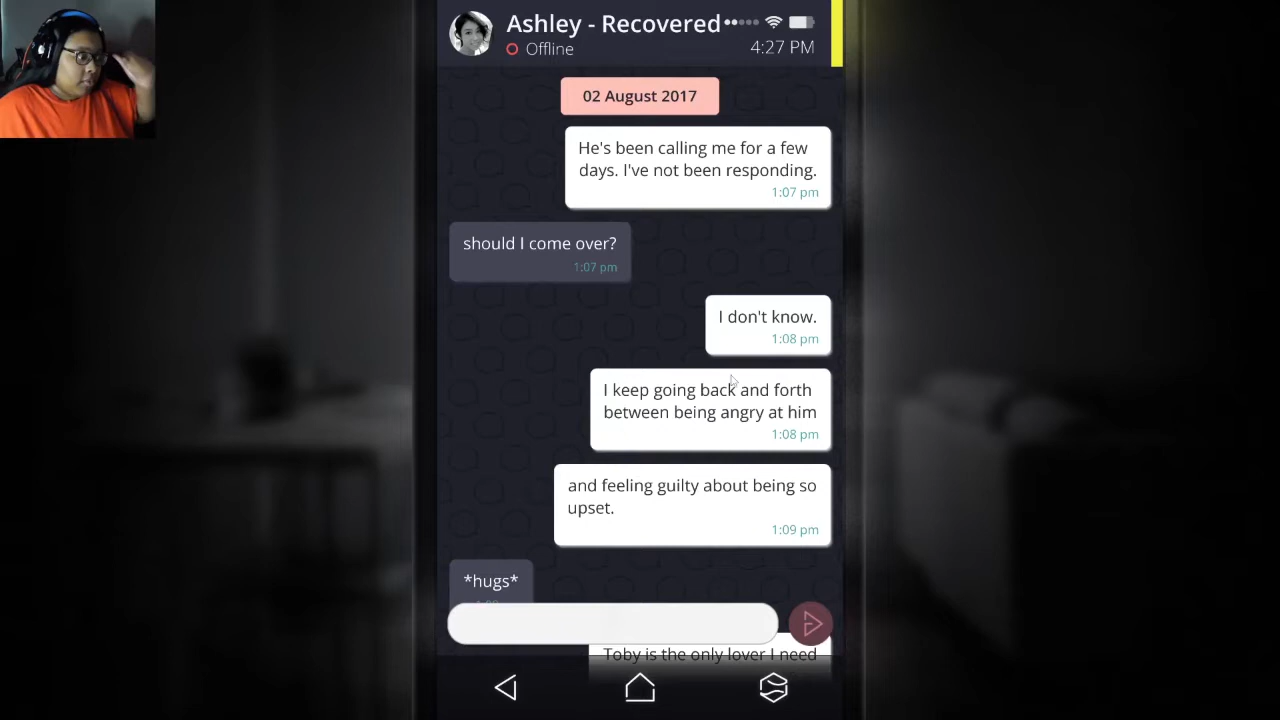 Ashley - Recovered
Offline
4:27 PM
02 August 2017
He's been calling me for a few
days. I've not been responding.
1:07 pm
should I come over?
1:07 pm
I don't know.
1:08 pm
I keep going back and forth
between being angry at him
1:08 pm
and feeling guilty about being so
upset.
1:09 pm
*hugs*
Toby is the only lover I need